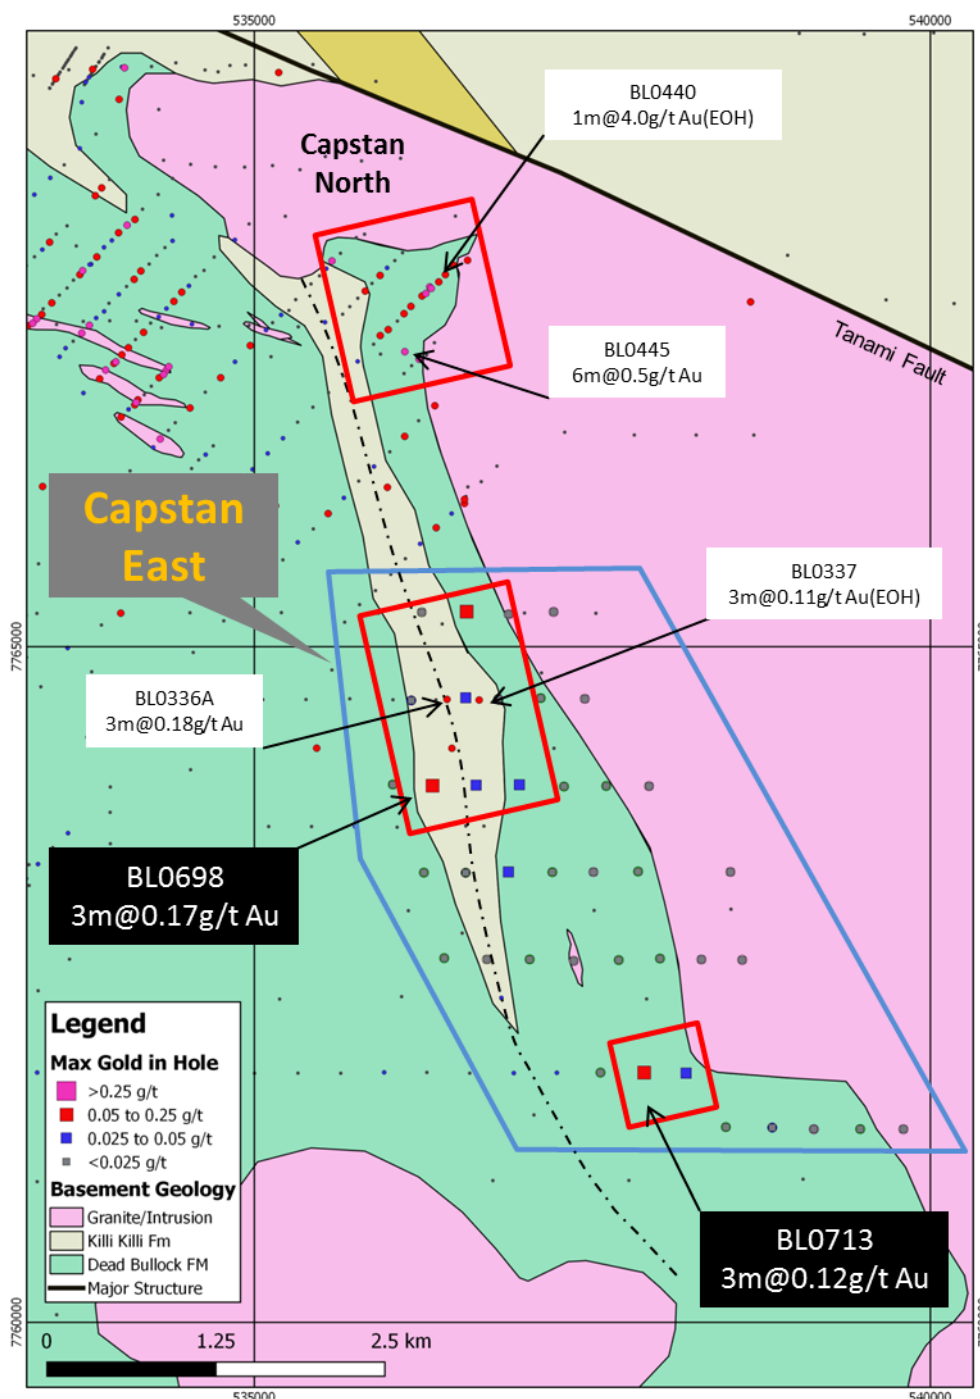 535000
540000
BL0440
1m@4.0g/t Au(EOH)
Capstan
North
Tanami Fault
BL0445
6m@0.5g/t Au
Capstan
East
BL0337
3m@0.11g/t Au(EOH)
7765000
BL0336A
3m@0.18g/t Au
BL0698
3m@0.17g/t Au
Legend
Max Gold in Hole
>0.25 g/t
0.05 to 0.25 g/t
0.025 to 0.05 g/t
<0.025 g/t
Basement Geology
Granite/Intrusion
Killi Killi Fm
Dead Bullock FM
Major Structure
BL0713
3m@0.12g/t Au
7760000
0 1.25 2.5 km
535000
540000